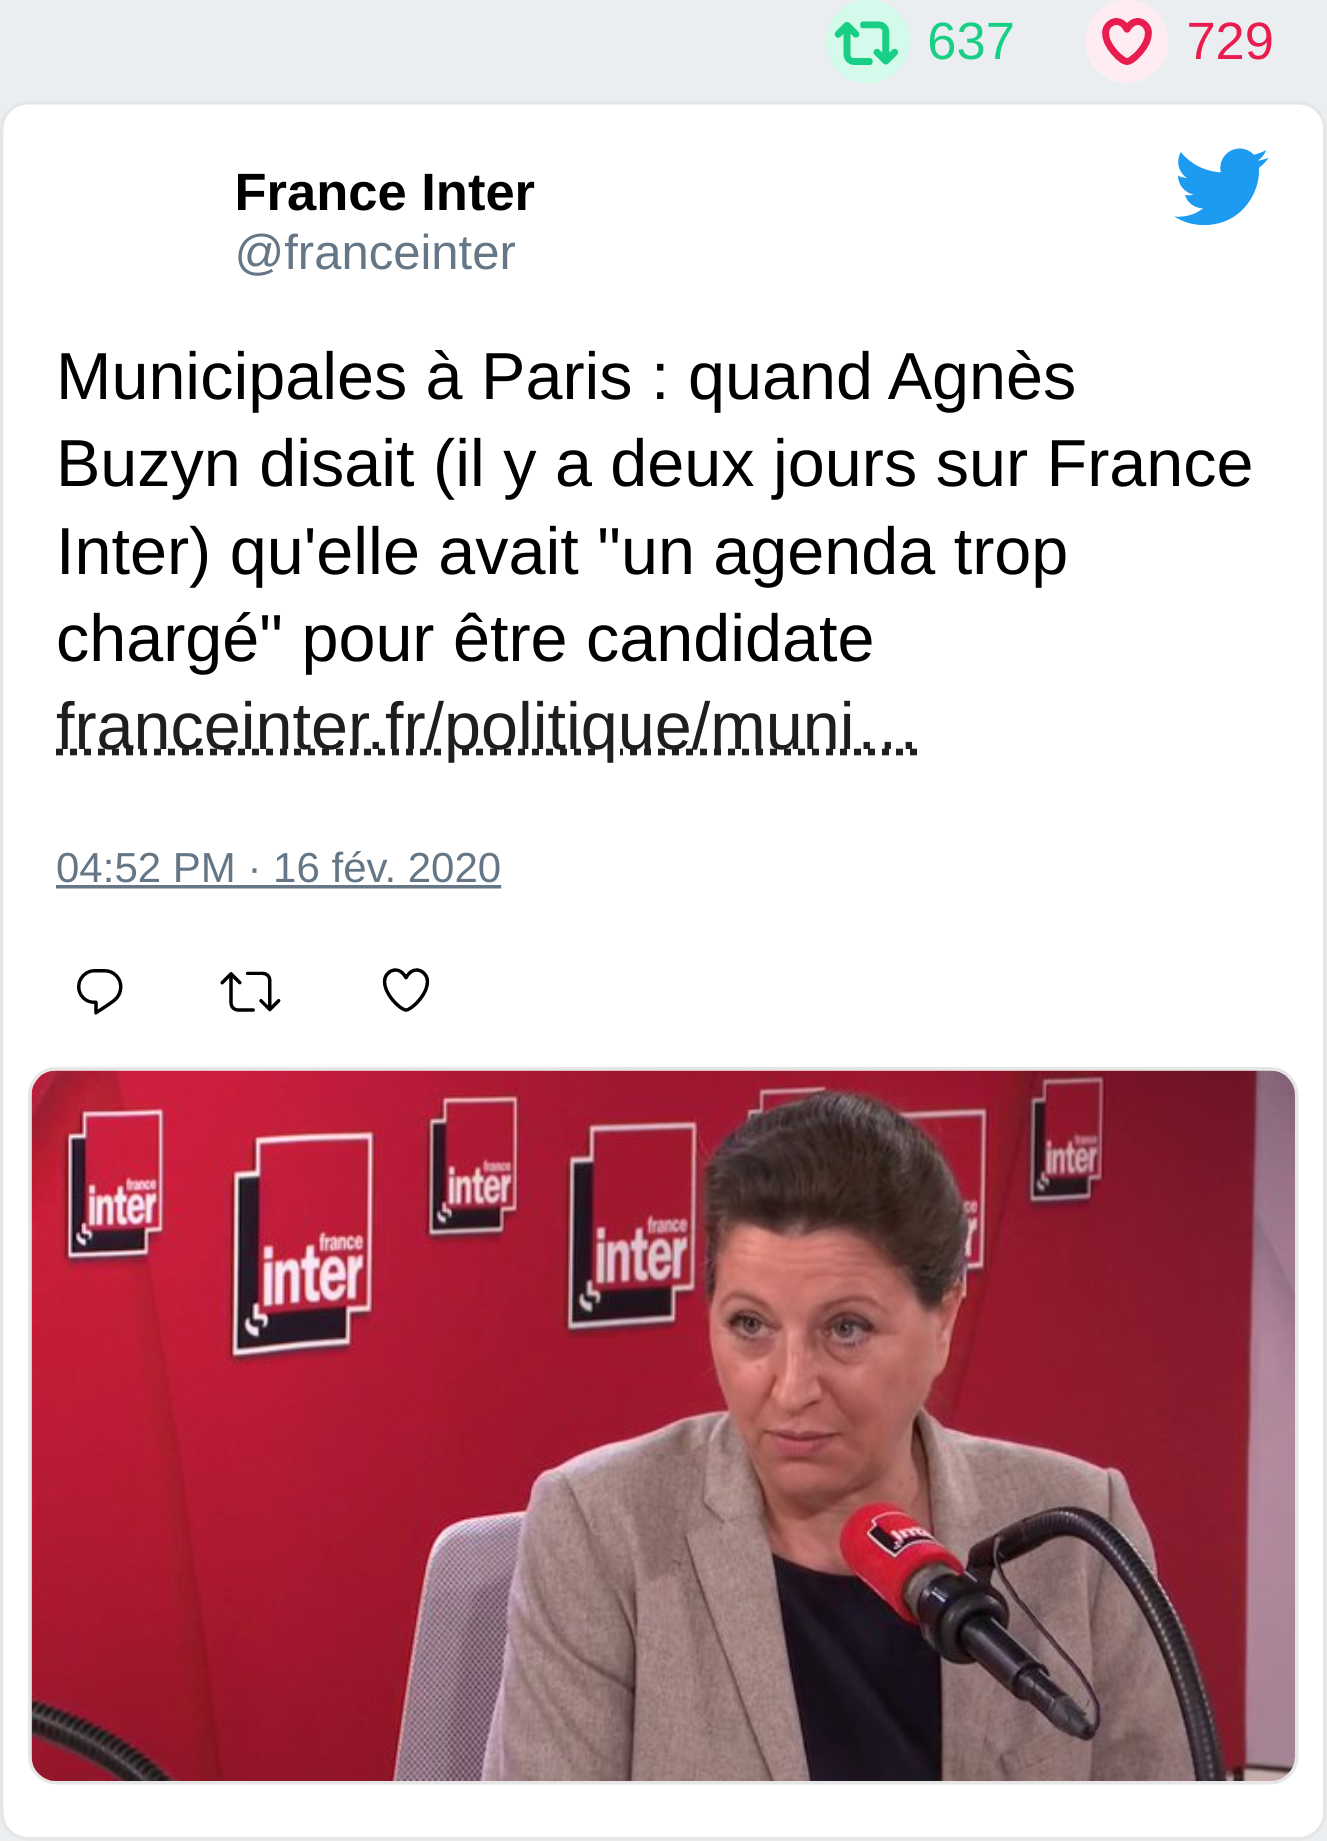 637 729
France Inter
@franceinter
Municipales à Paris : quand Agnès
Buzyn disait (il y a deux jours sur France
Inter) qu'elle avait "un agenda trop
chargé" pour être candidate
franceinter.fr/politique/muni…
04:52 PM · 16 fév. 2020
france
inter
france
inter
france
inter
france
inter
france
inter
inter